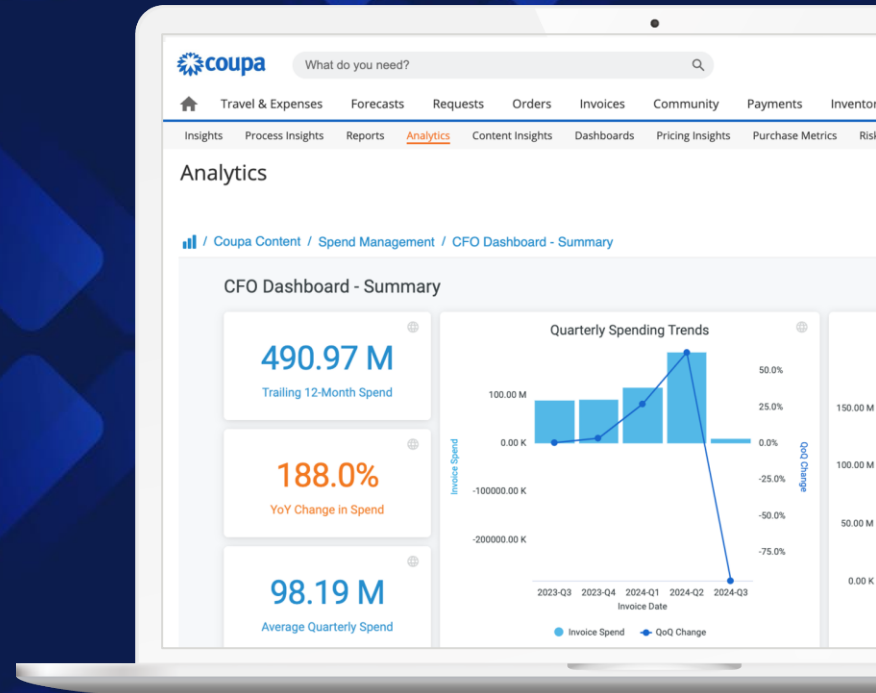 coupa
What do you need?
Travel & Expenses Forecasts Requests Orders Invoices Community Payments
Insights Process Insights Reports Analytics Content Insights Dashboards Pricing Insights Purchase Metrics
Analytics
/ Coupa Content / Spend Management / CFO Dashboard - Summary
CFO Dashboard - Summary
490.97 M
Trailing 12-Month Spend
188.0%
YoY Change in Spend
98.19 M
Average Quarterly Spend
Quarterly Spending Trends
Invoice Spend
100.00 M
0.00 K
-100000.00 K
-200000.00 K
50.0%
25.0%
0.0%
-25.0%
-50.0%
-75.0%
QoQ Change
2023-Q3 2023-Q4 2024-Q1 2024-Q2 2024-Q3
Invoice Date
Invoice Spend QoQ Change
150.00 M
100.00 M
50.00 M
0.00 K